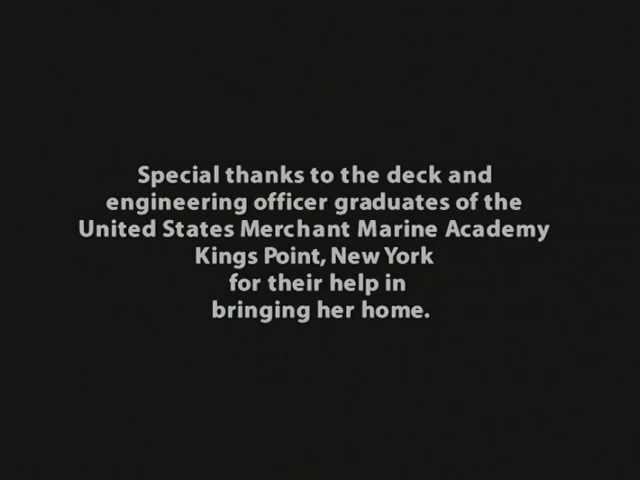 Special thanks to the deck and
engineering officer graduates of the
United States Merchant Marine Academy
Kings Point, New York
for their help in
bringing her home.